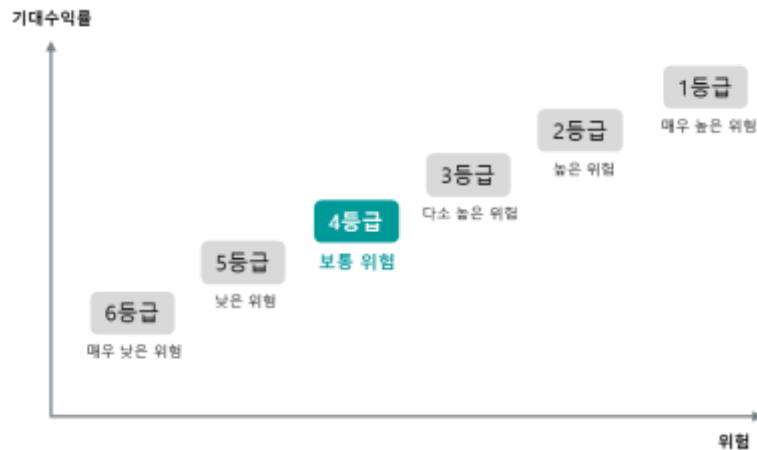 기대수익률
1등급
매우 높은 위험
2등급
높은 위험
3등급
다소 높은 위험
4등급
보통 위험
5등급
낮은 위험
6등급
매우 낮은 위험
위험